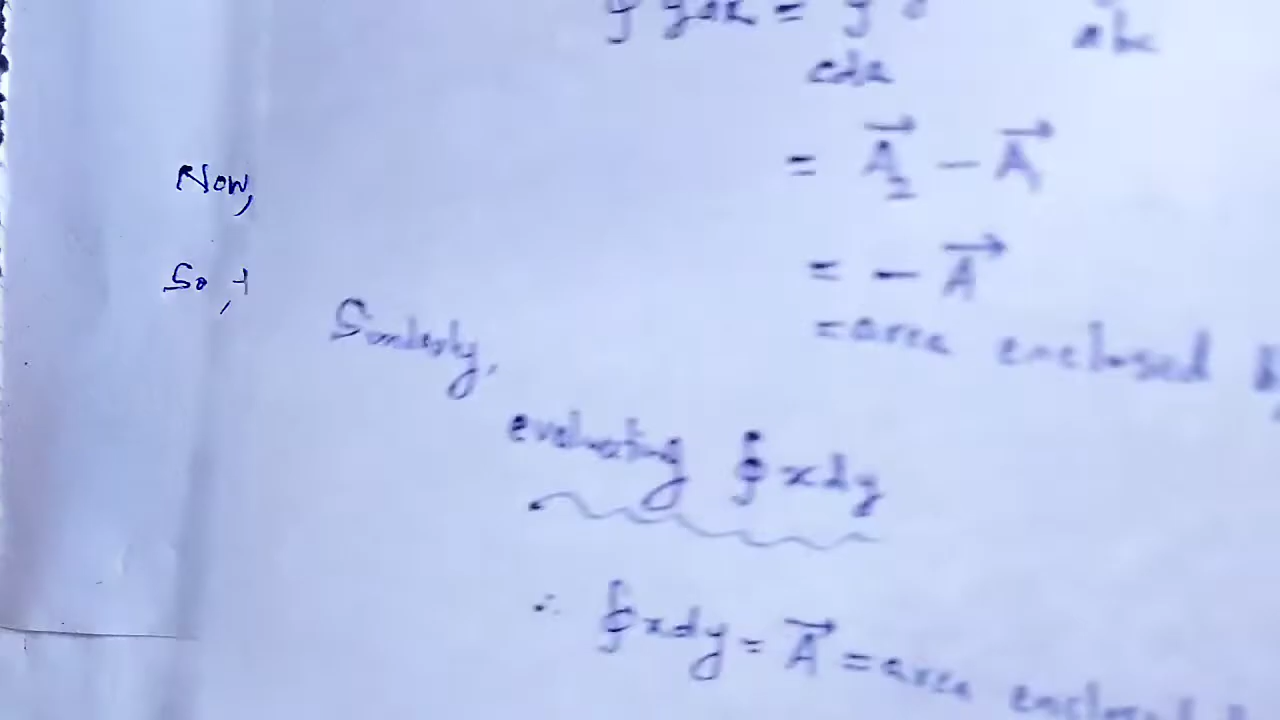 ∮ ydx =
cda abc
= A₂⃗ − A₁⃗
Now,
= − A⃗
So,
= area enclosed
Similarly,
evaluating ∮ xdy
∴ ∮xdy = A⃗ = area enclosed